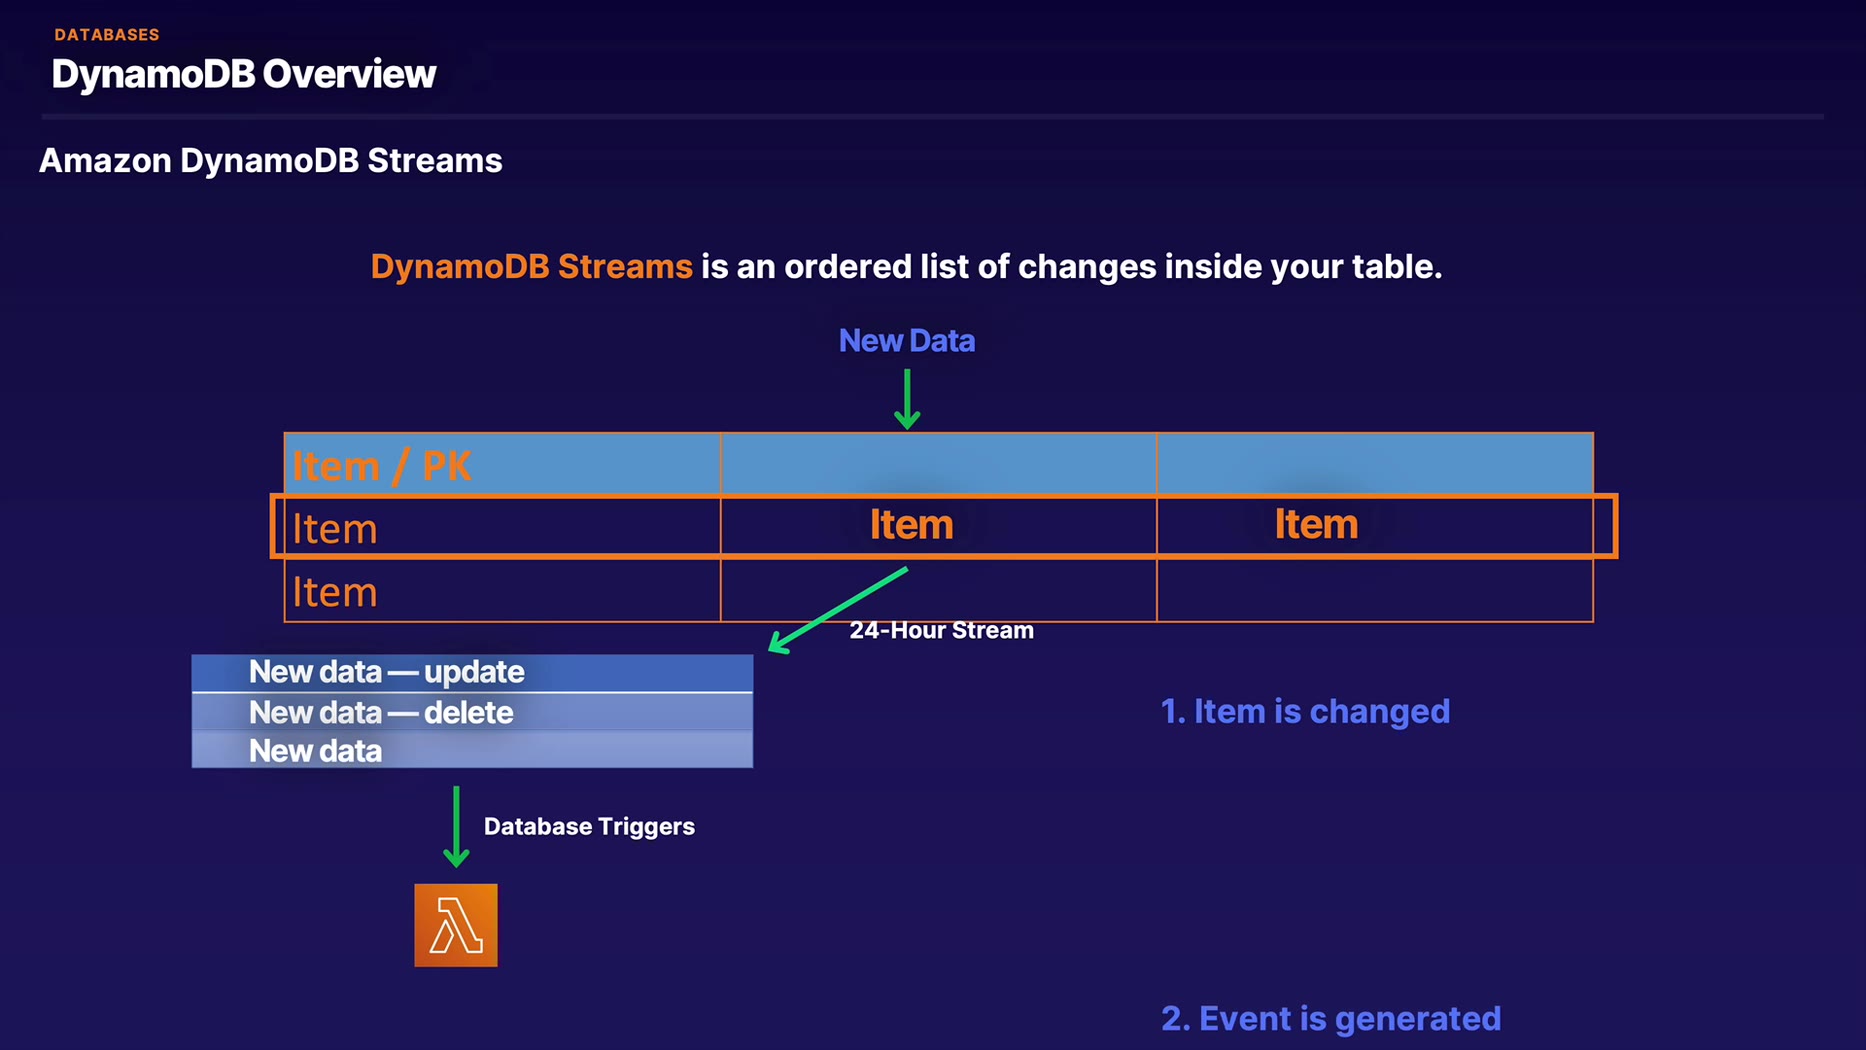 DATABASES
DynamoDB Overview
Amazon DynamoDB Streams
DynamoDB Streams is an ordered list of changes inside your table.
New Data
Item / PK
Item Item Item
Item
24-Hour Stream
New data — update
New data — delete
New data
1. Item is changed
Database Triggers
2. Event is generated